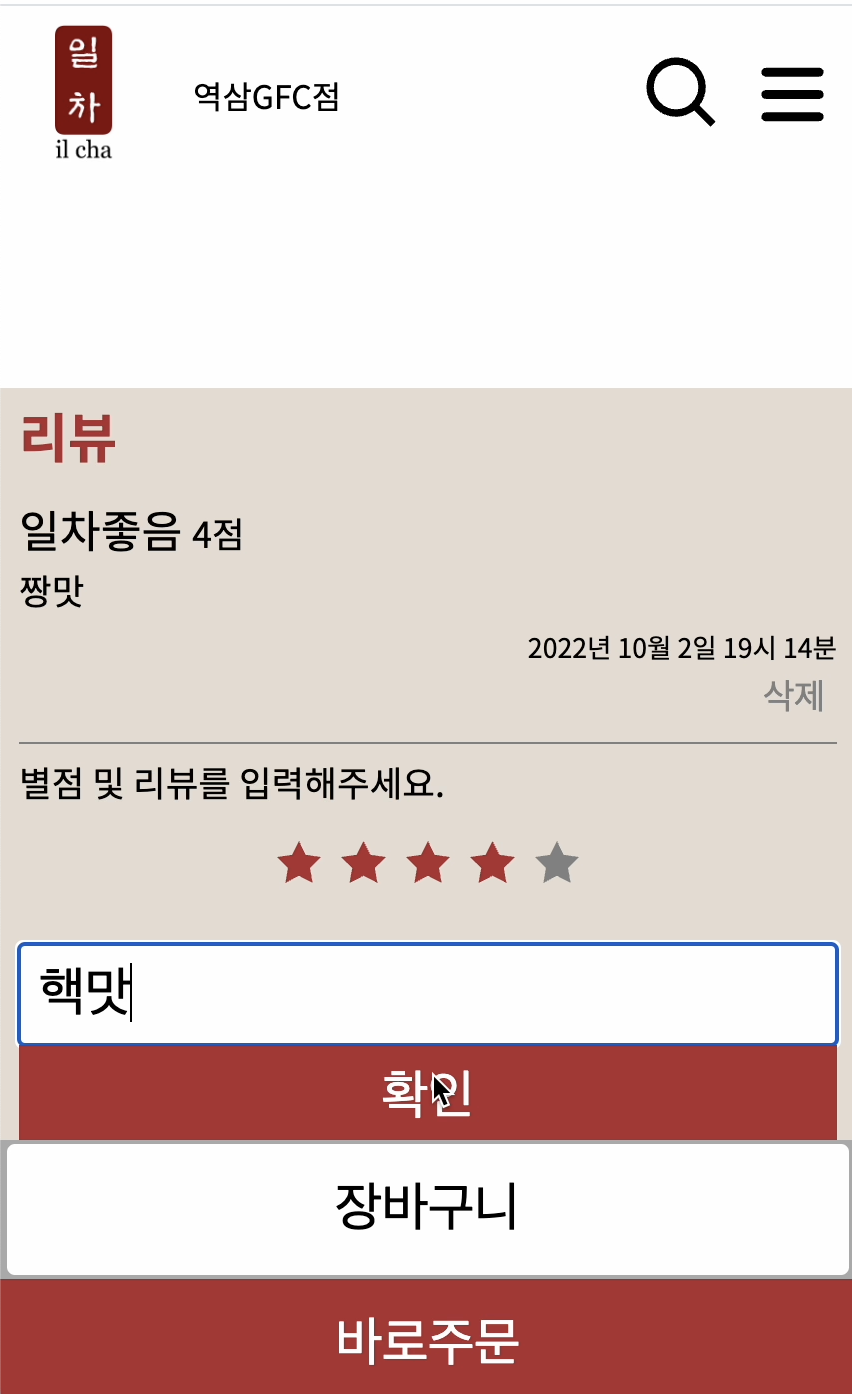 일
차
il cha
역삼GFC점
리뷰
일차좋음 4점
짱맛
2022년 10월 2일 19시 14분
삭제
별점 및 리뷰를 입력해주세요.
핵맛
확인
장바구니
바로주문